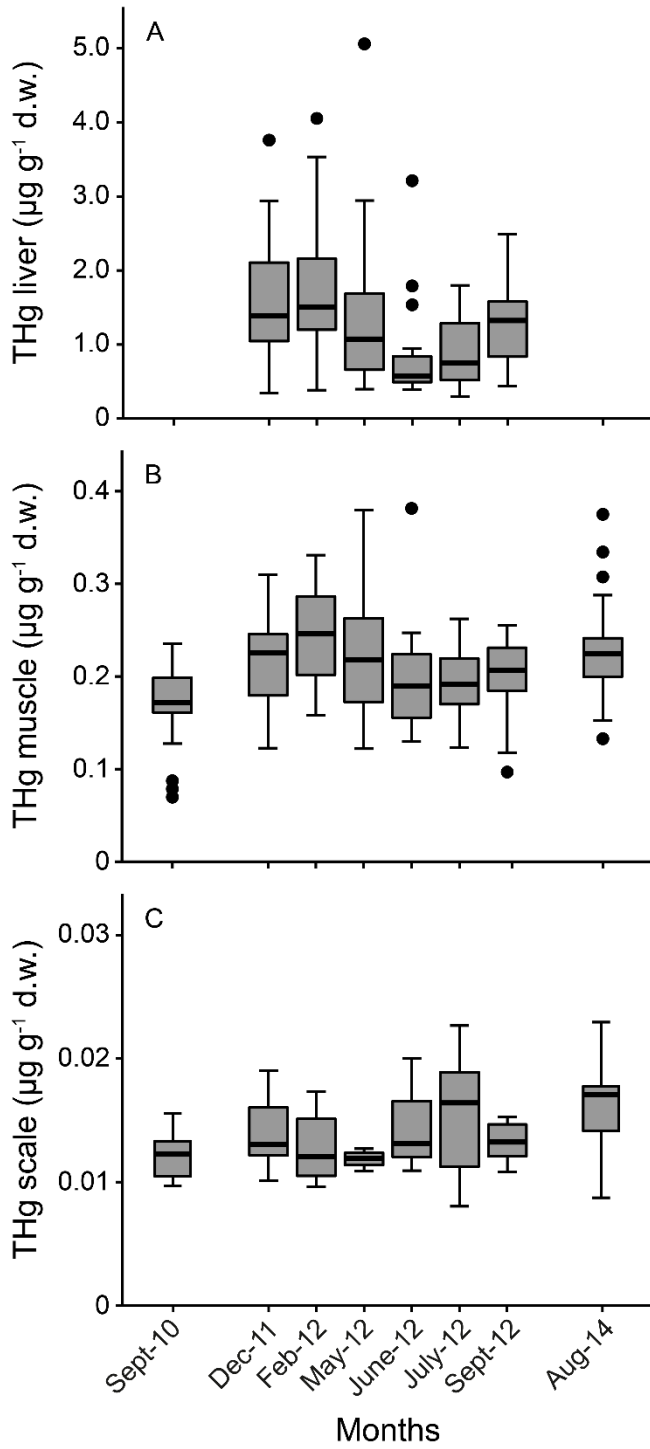 A
THg liver (µg g⁻¹ d.w.)
5.0
4.0
3.0
2.0
1.0
0
B
THg muscle (µg g⁻¹ d.w.)
0.4
0.3
0.2
0.1
0
C
THg scale (µg g⁻¹ d.w.)
0.03
0.02
0.01
0
Sept-10
Dec-11
Feb-12
May-12
June-12
July-12
Sept-12
Aug-14
Months